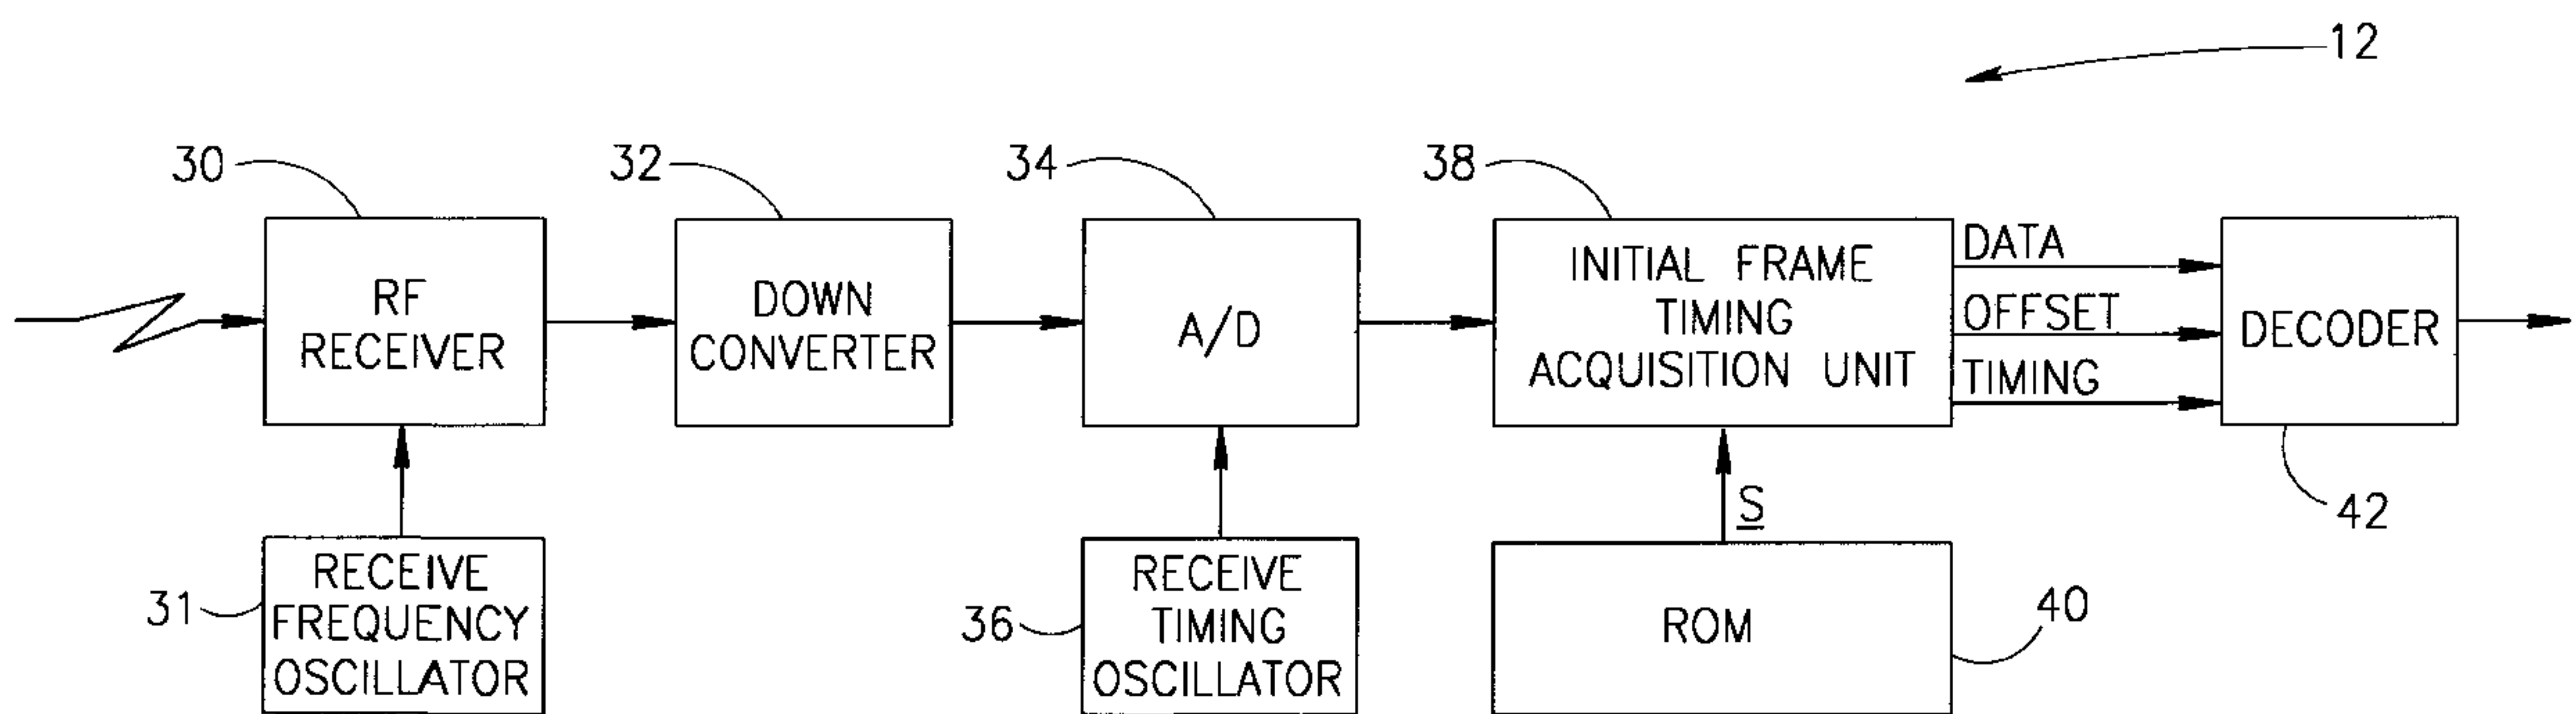 12
30
32
34
38
RF
RECEIVER
DOWN
CONVERTER
A/D
INITIAL FRAME
TIMING
ACQUISITION UNIT
DATA
OFFSET
TIMING
DECODER
42
S
31
RECEIVE
FREQUENCY
OSCILLATOR
36
RECEIVE
TIMING
OSCILLATOR
ROM
40